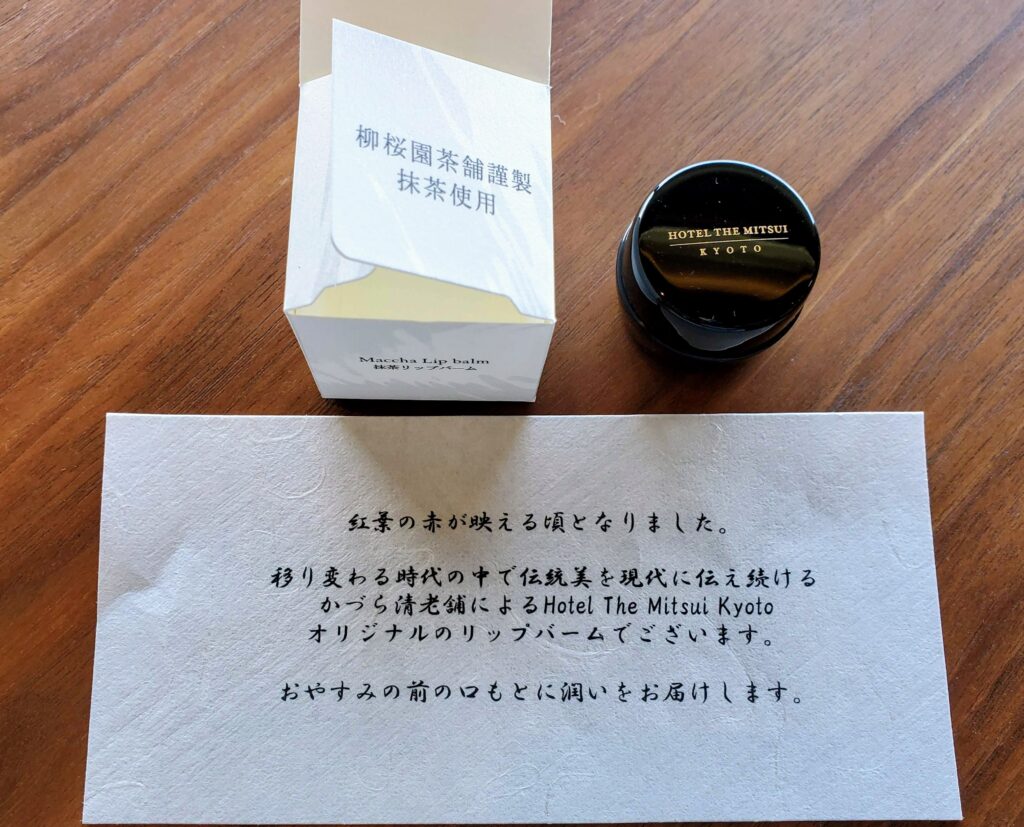 柳桜園茶舗謹製
抹茶使用
Maccha Lip balm
抹茶リップバーム
HOTEL THE MITSUI
KYOTO
紅葉の赤が映える頃となりました。
移り変わる時代の中で伝統美を現代に伝え続ける
かづら清老舗によるHotel The Mitsui Kyoto
オリジナルのリップバームでございます。
おやすみの前の口もとに潤いをお届けします。